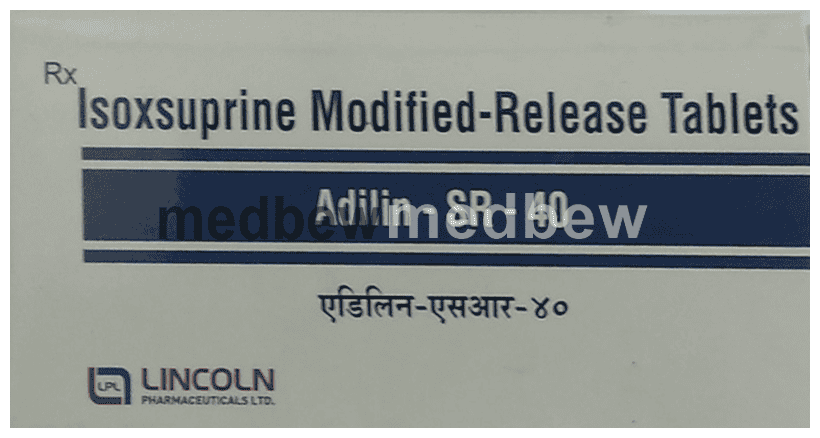 Rx
Isoxsuprine Modified-Release Tablets
Adilin - SR - 40
medbew medbew
एडिलिन-एसआर-४०
LPL LINCOLN
PHARMACEUTICALS LTD.